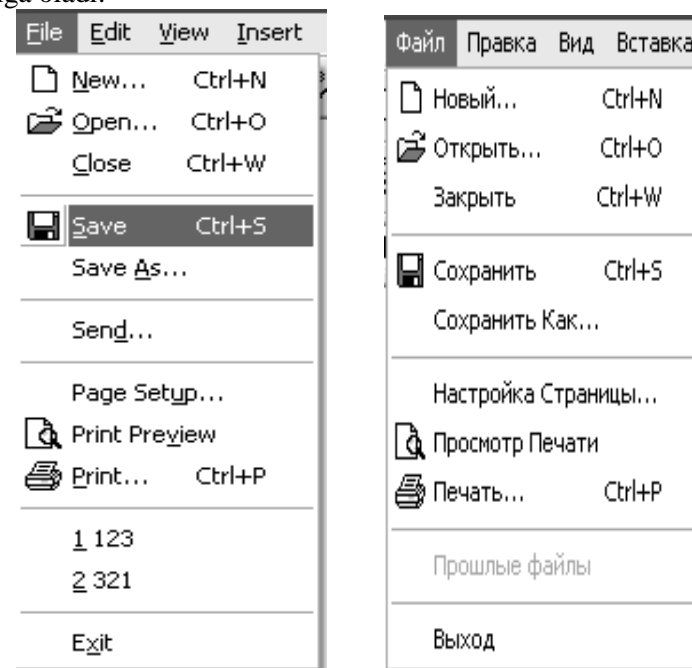 File Edit View Insert
New... Ctrl+N
Open... Ctrl+O
Close Ctrl+W
Save Ctrl+S
Save As...
Send...
Page Setup...
Print Preview
Print... Ctrl+P
1 123
2 321
Exit
Файл Правка Вид Вставка
Новый... Ctrl+N
Открыть... Ctrl+O
Закрыть Ctrl+W
Сохранить Ctrl+S
Сохранить Как...
Настройка Страницы...
Просмотр Печати
Печать... Ctrl+P
Прошлые файлы
Выход